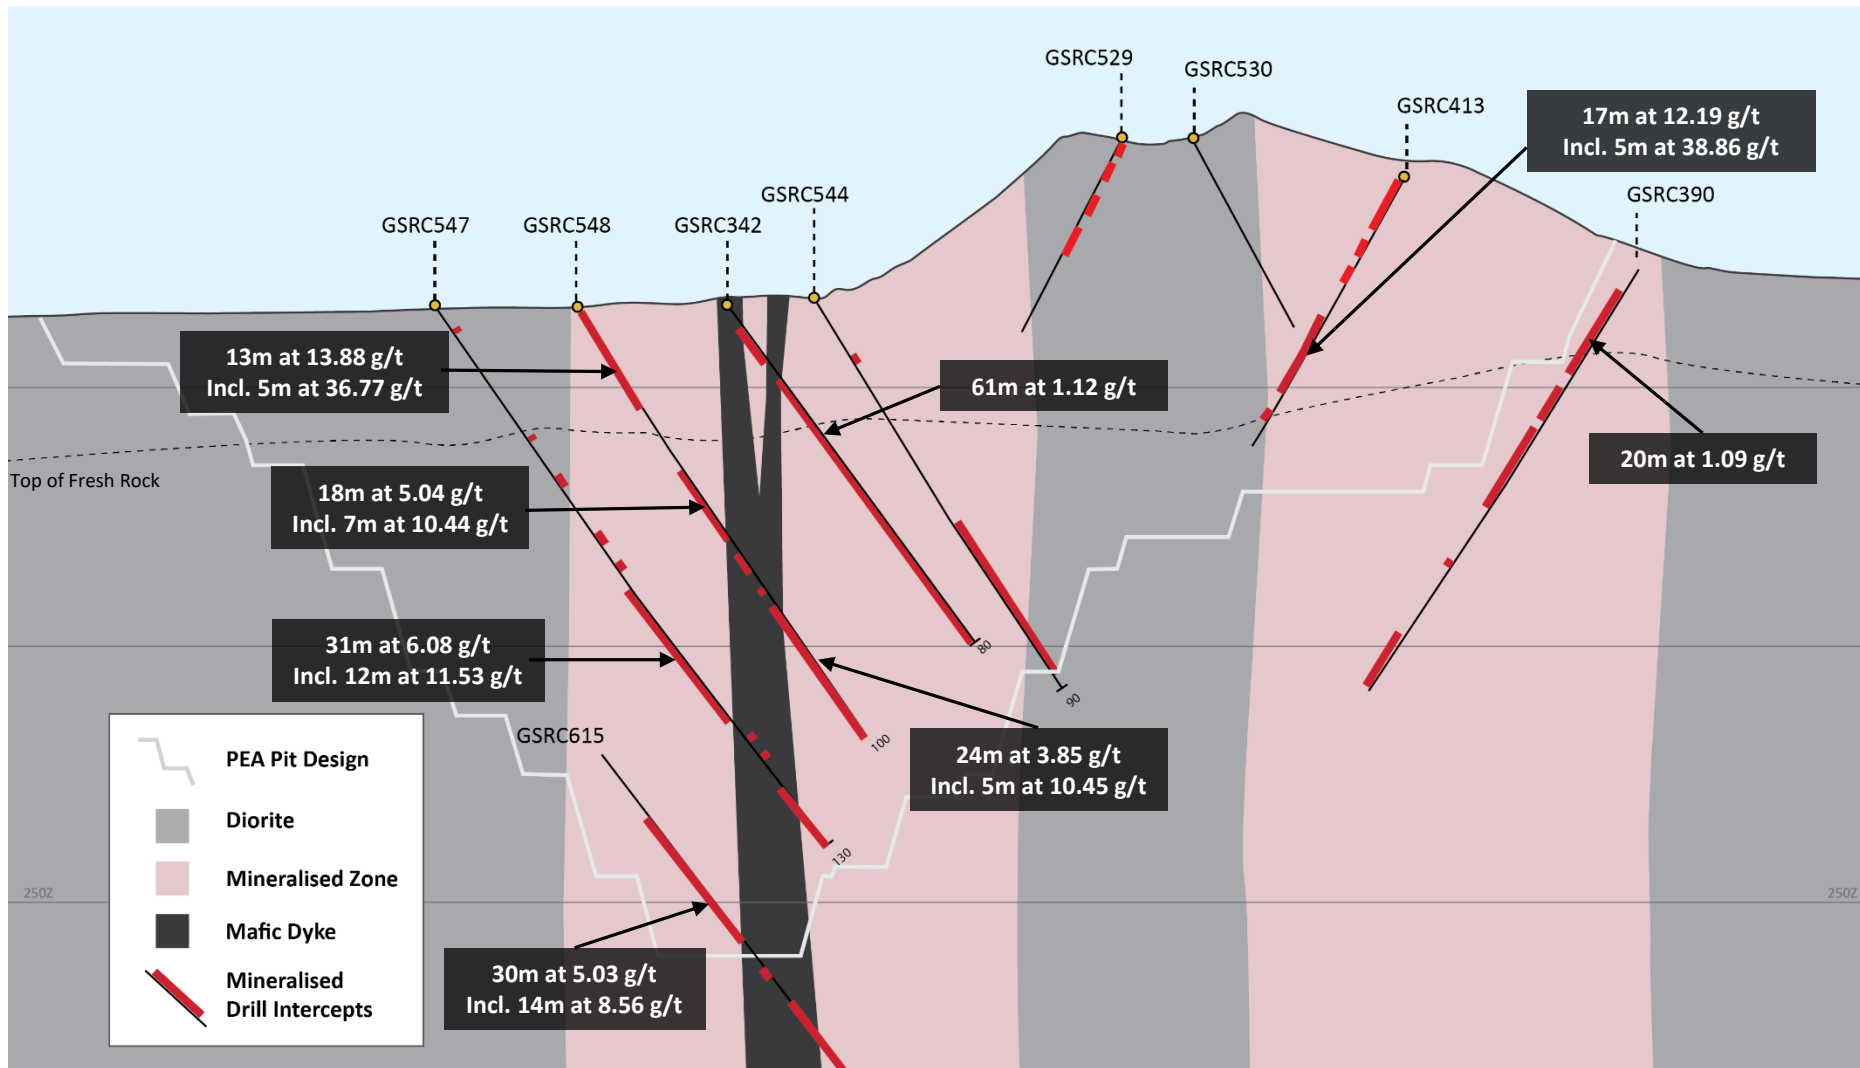 GSRC529
GSRC530
GSRC413
17m at 12.19 g/t
Incl. 5m at 38.86 g/t
GSRC544
GSRC390
GSRC547
GSRC548
GSRC342
13m at 13.88 g/t
Incl. 5m at 36.77 g/t
61m at 1.12 g/t
20m at 1.09 g/t
Top of Fresh Rock
18m at 5.04 g/t
Incl. 7m at 10.44 g/t
31m at 6.08 g/t
Incl. 12m at 11.53 g/t
80
90
GSRC615
100
24m at 3.85 g/t
Incl. 5m at 10.45 g/t
130
PEA Pit Design
Diorite
Mineralised Zone
Mafic Dyke
Mineralised
Drill Intercepts
250Z
250Z
30m at 5.03 g/t
Incl. 14m at 8.56 g/t